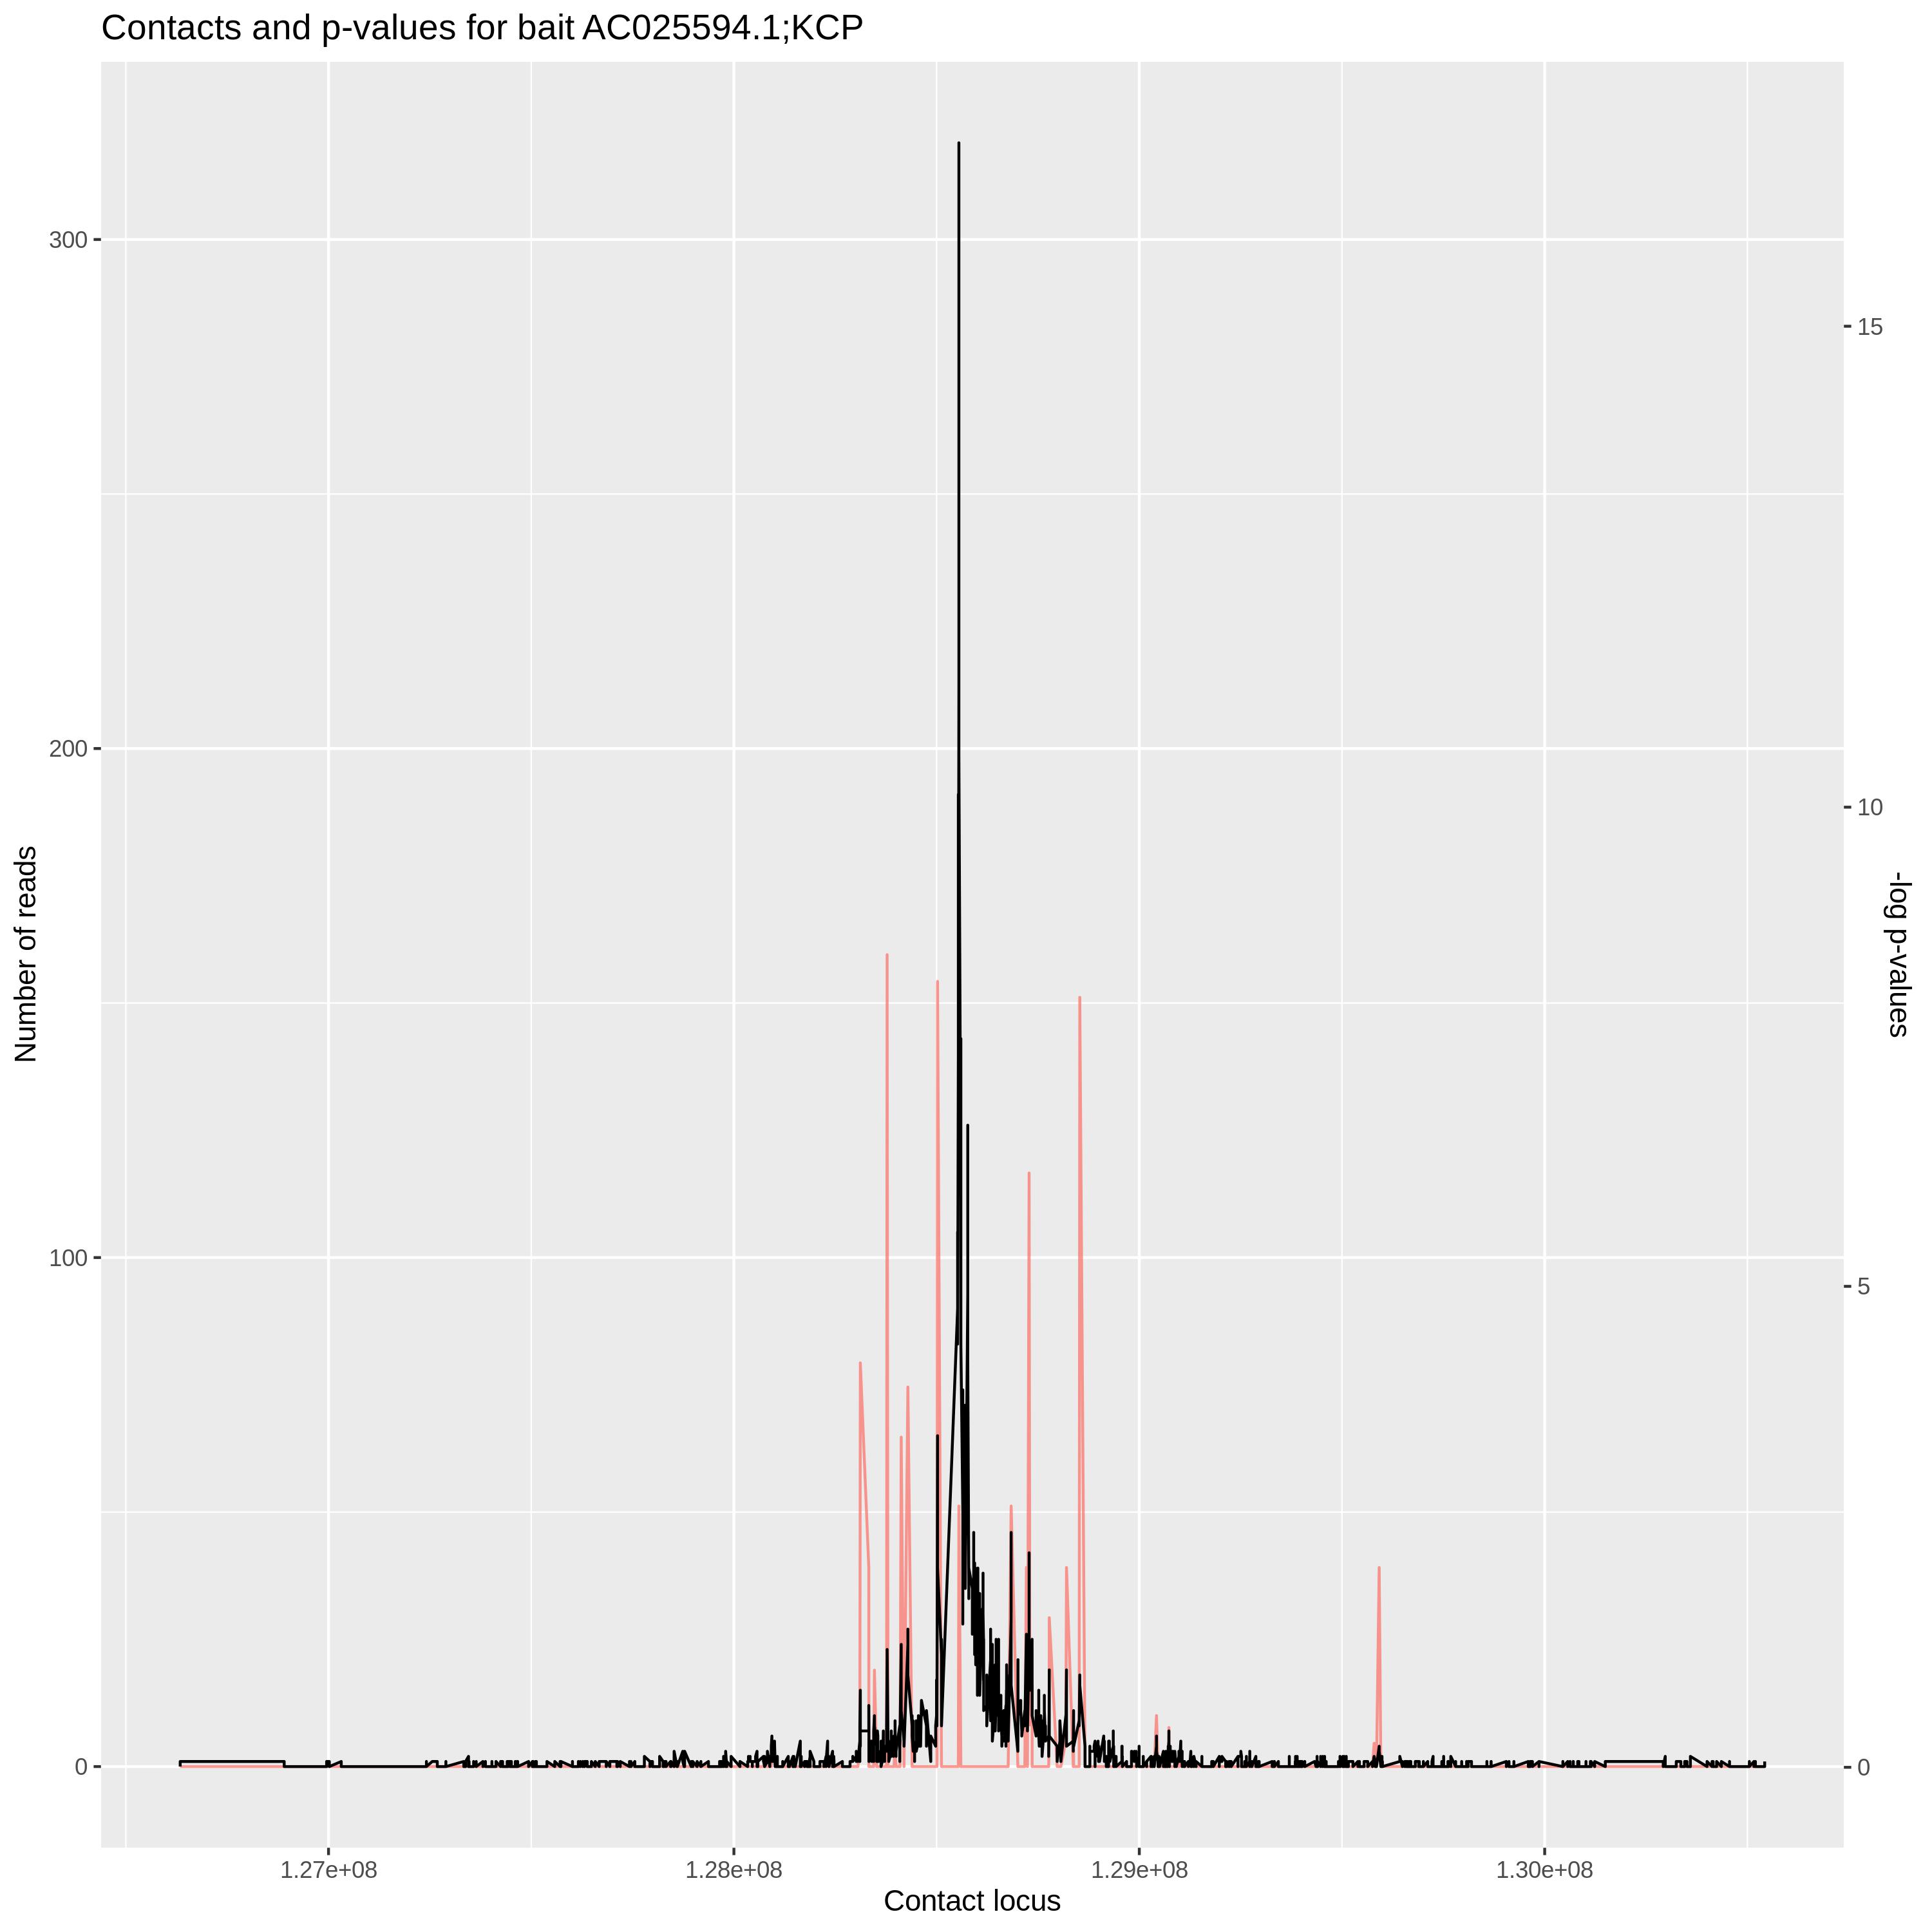 Contacts and p-values for bait AC025594.1;KCP
300
200
100
0
Number of reads
15
10
5
0
-log p-values
1.27e+08
1.28e+08
1.29e+08
1.30e+08
Contact locus